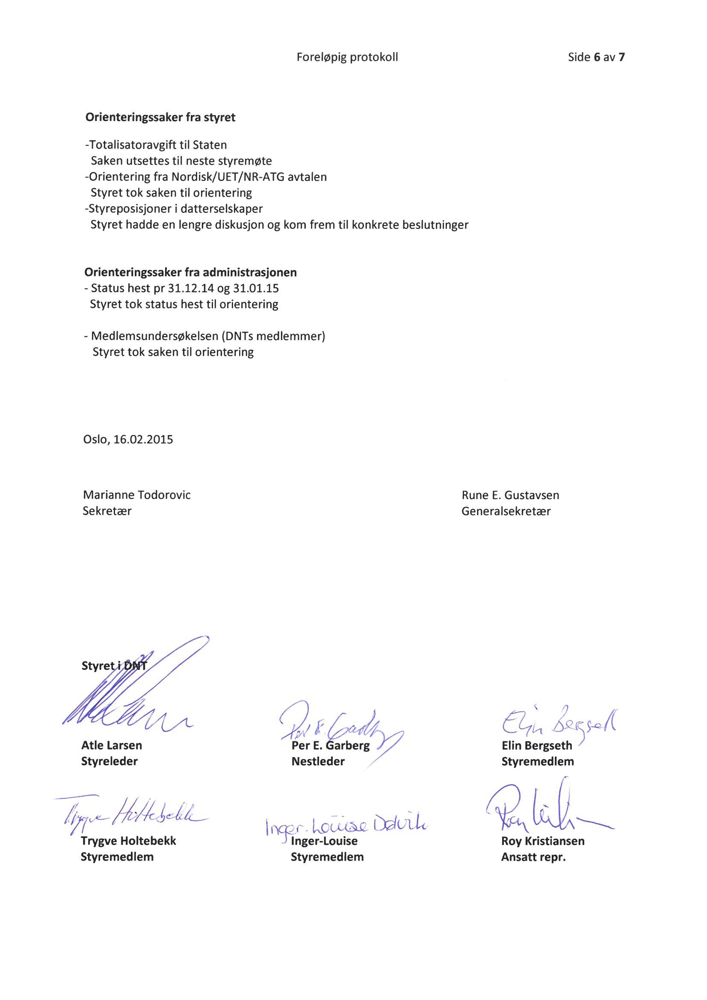 Foreløpig protokoll Side 6 av 7
Orienteringssaker fra styret
-Totalisatoravgift til Staten
Saken utsettes til neste styremøte
-Orientering fra Nordisk/UET/NR-ATG avtalen
Styret tok saken til orientering
-Styreposisjoner i datterselskaper
Styret hadde en lengre diskusjon og kom frem til konkrete beslutninger
Orienteringssaker fra administrasjonen
- Status hest pr 31.12.14 og 31.01.15
Styret tok status hest til orientering
- Medlemsundersøkelsen (DNTs medlemmer)
Styret tok saken til orientering
Oslo, 16.02.2015
Marianne Todorovic Rune E. Gustavsen
Sekretær Generalsekretær
Styret i DNT
Per E. Garberg Elin Bergseth
Atle Larsen Per E. Garberg Elin Bergseth
Styreleder Nestleder Styremedlem
Trygve Holtebekk Inger-Louise
Trygve Holtebekk Inger-Louise Roy Kristiansen
Styremedlem Styremedlem Ansatt repr.